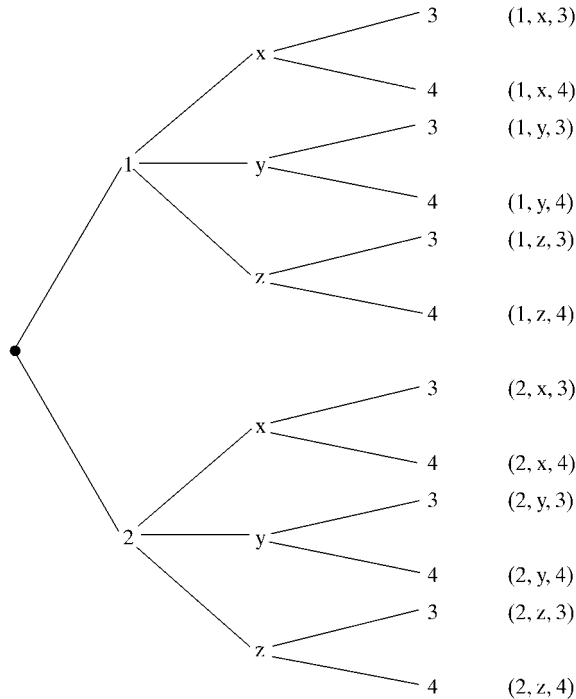 3 (1, x, 3)
x
4 (1, x, 4)
3 (1, y, 3)
1 y
4 (1, y, 4)
3 (1, z, 3)
z
4 (1, z, 4)
3 (2, x, 3)
x
4 (2, x, 4)
3 (2, y, 3)
2 y
4 (2, y, 4)
3 (2, z, 3)
z
4 (2, z, 4)